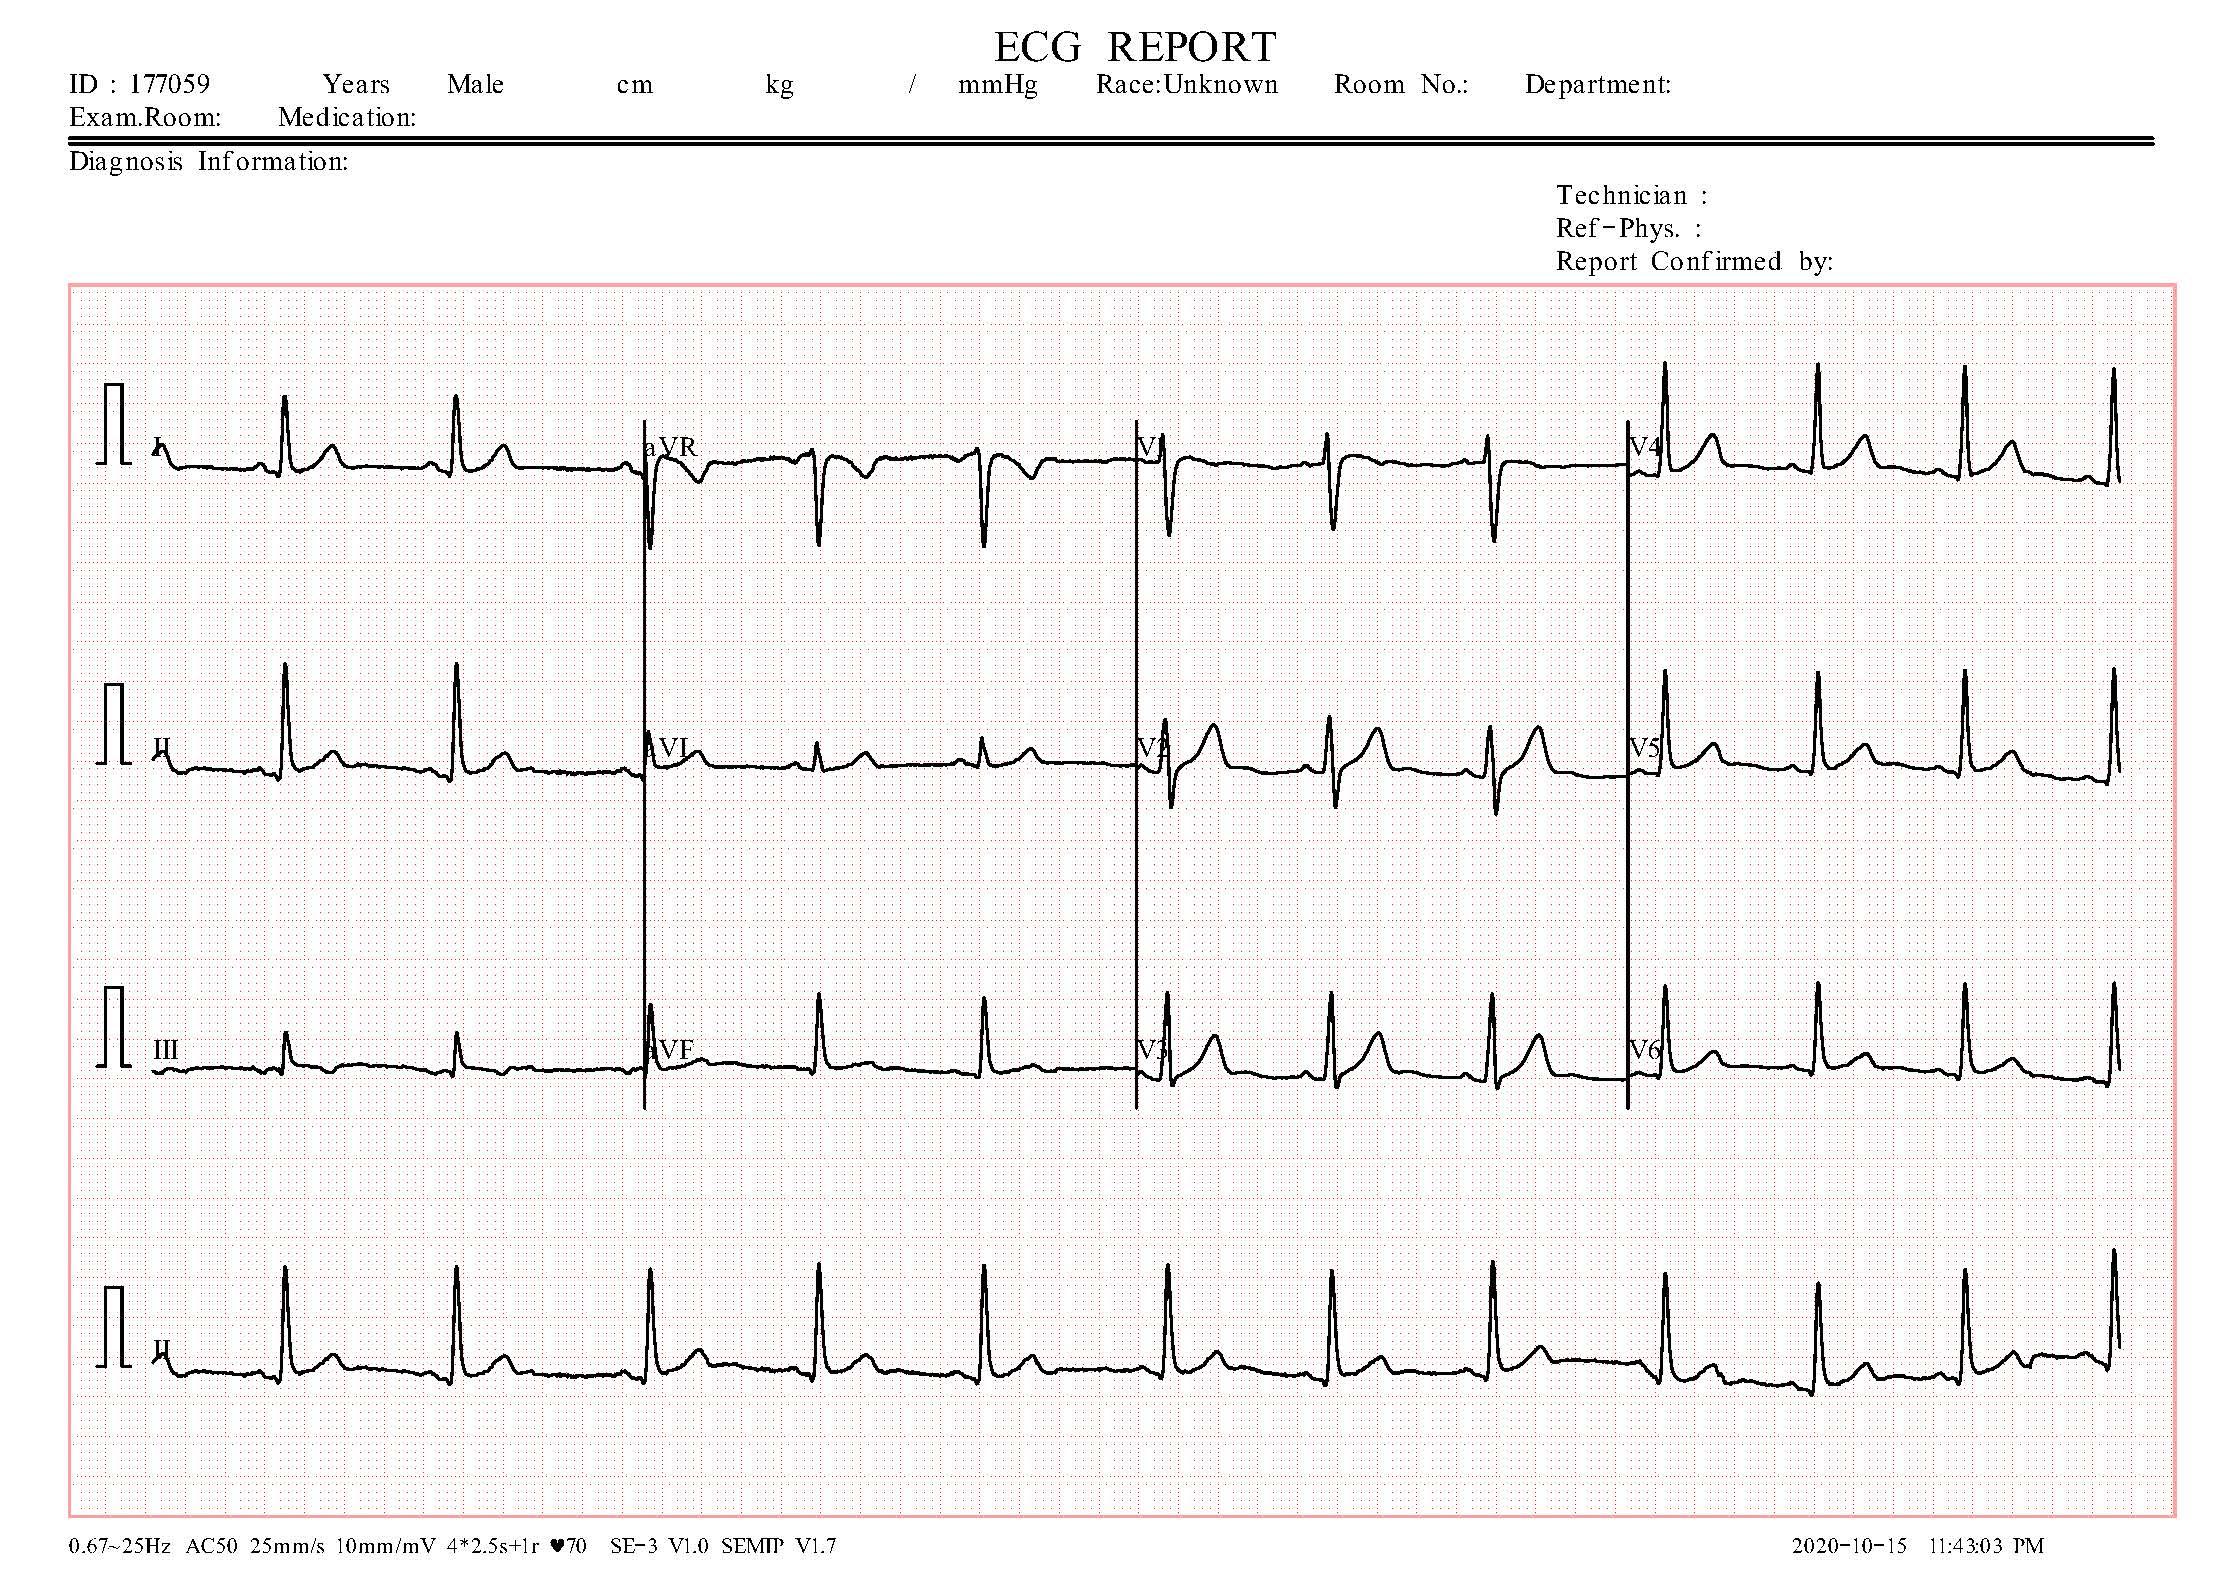 ECG REPORT
ID : 177059 Years Male cm kg / mmHg Race:Unknown Room No.: Department:
Exam.Room: Medication:
Diagnosis Information:
Technician :
Ref-Phys. :
Report Confirmed by:
I aVR V1 V4
II aVL V2 V5
III aVF V3 V6
II
0.67~25Hz AC50 25mm/s 10mm/mV 4*2.5s+1r ♥70 SE-3 V1.0 SEMIP V1.7 2020-10-15 11:43:03 PM